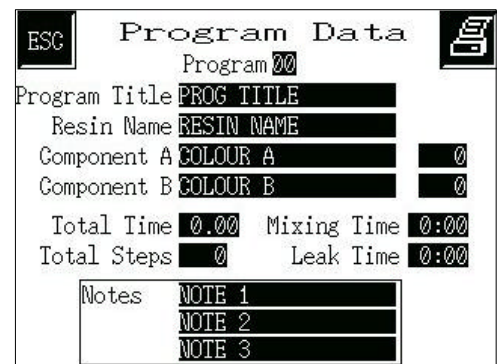 ESC Program Data
Program 00
Program Title PROG TITLE
Resin Name RESIN NAME
Component A COLOUR A 0
Component B COLOUR B 0
Total Time 0.00 Mixing Time 0:00
Total Steps 0 Leak Time 0:00
Notes NOTE 1
NOTE 2
NOTE 3